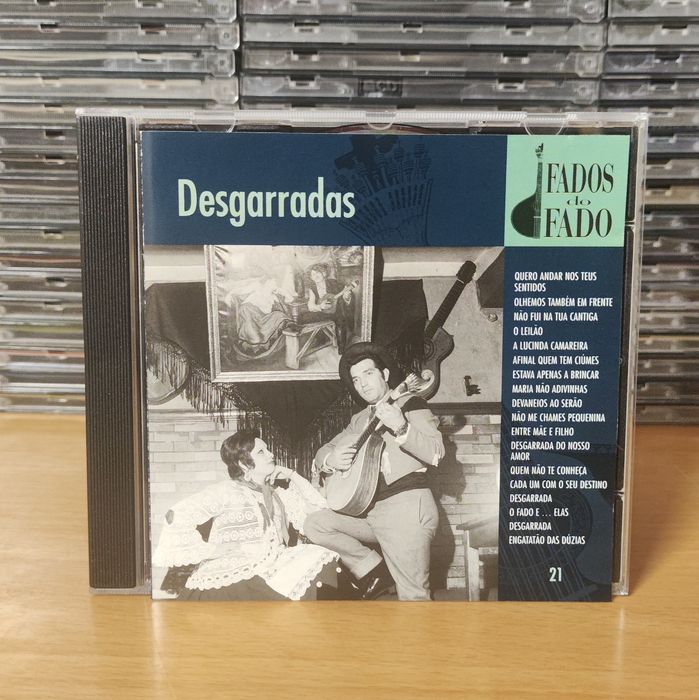 Desgarradas
FADOS
do
FADO
QUERO ANDAR NOS TEUS
SENTIDOS
OLHEMOS TAMBÉM EM FRENTE
NÃO FUI NA TUA CANTIGA
O LEILÃO
A LUCINDA CAMAREIRA
AFINAL QUEM TEM CIÚMES
ESTAVA APENAS A BRINCAR
MARIA NÃO ADIVINHAS
DEVANEIOS AO SERÃO
NÃO ME CHAMES PEQUENINA
ENTRE MÃE E FILHO
DESGARRADA DO NOSSO
AMOR
QUEM NÃO TE CONHEÇA
CADA UM COM O SEU DESTINO
DESGARRADA
O FADO E ... ELAS
DESGARRADA
ENGATATÃO DAS DÚZIAS
21